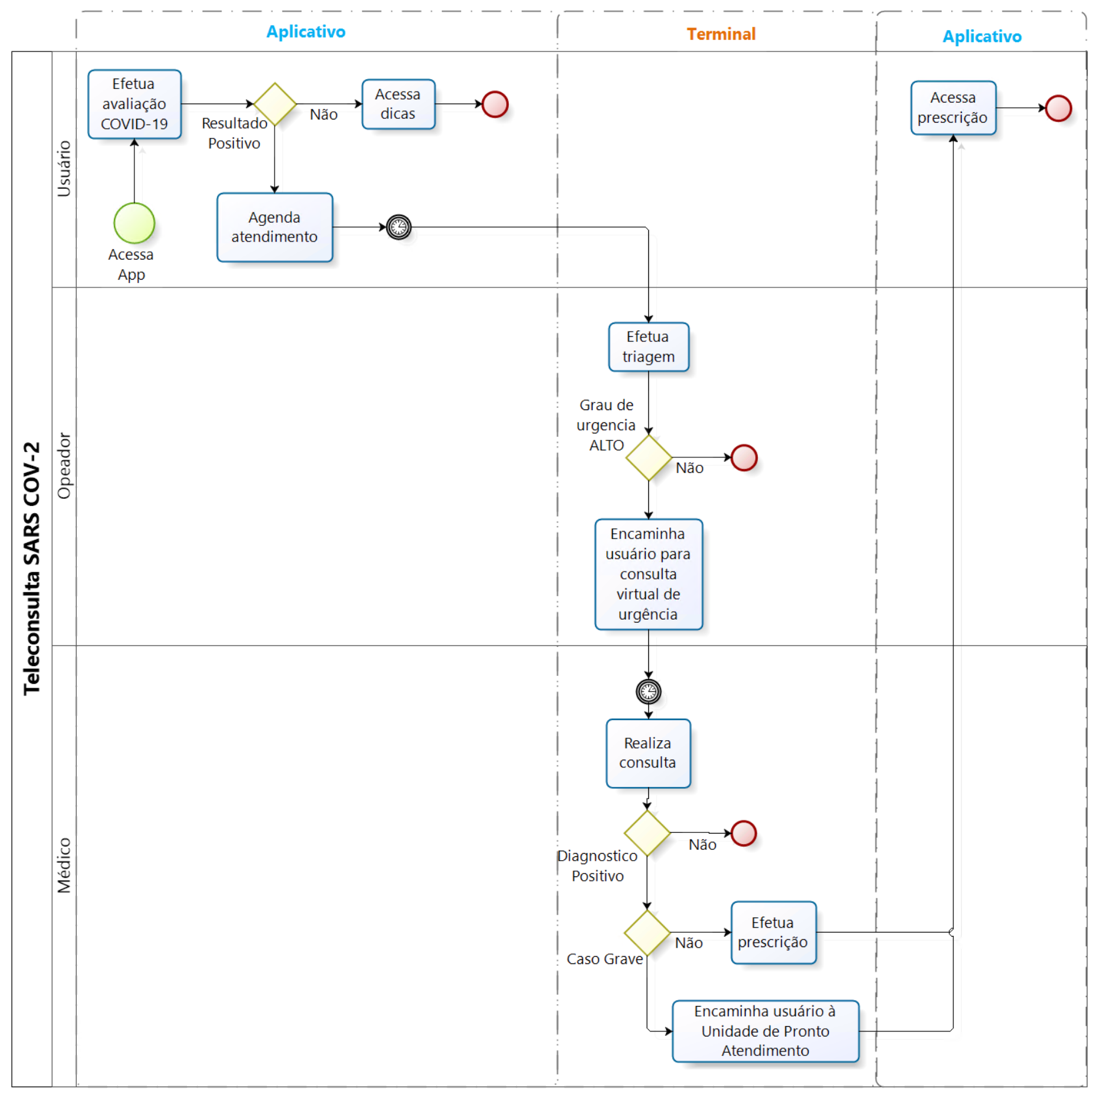 Aplicativo
Terminal
Aplicativo
Teleconsulta SARS COV-2
Usuário
Efetua
avaliação
COVID-19
Resultado
Positivo
Não
Acessa
dicas
Acessa
prescrição
Acessa
App
Agenda
atendimento
Opeador
Efetua
triagem
Grau de
urgencia
ALTO
Não
Encaminha
usuário para
consulta
virtual de
urgência
Médico
Realiza
consulta
Diagnostico
Positivo
Não
Caso Grave
Não
Efetua
prescrição
Encaminha usuário à
Unidade de Pronto
Atendimento